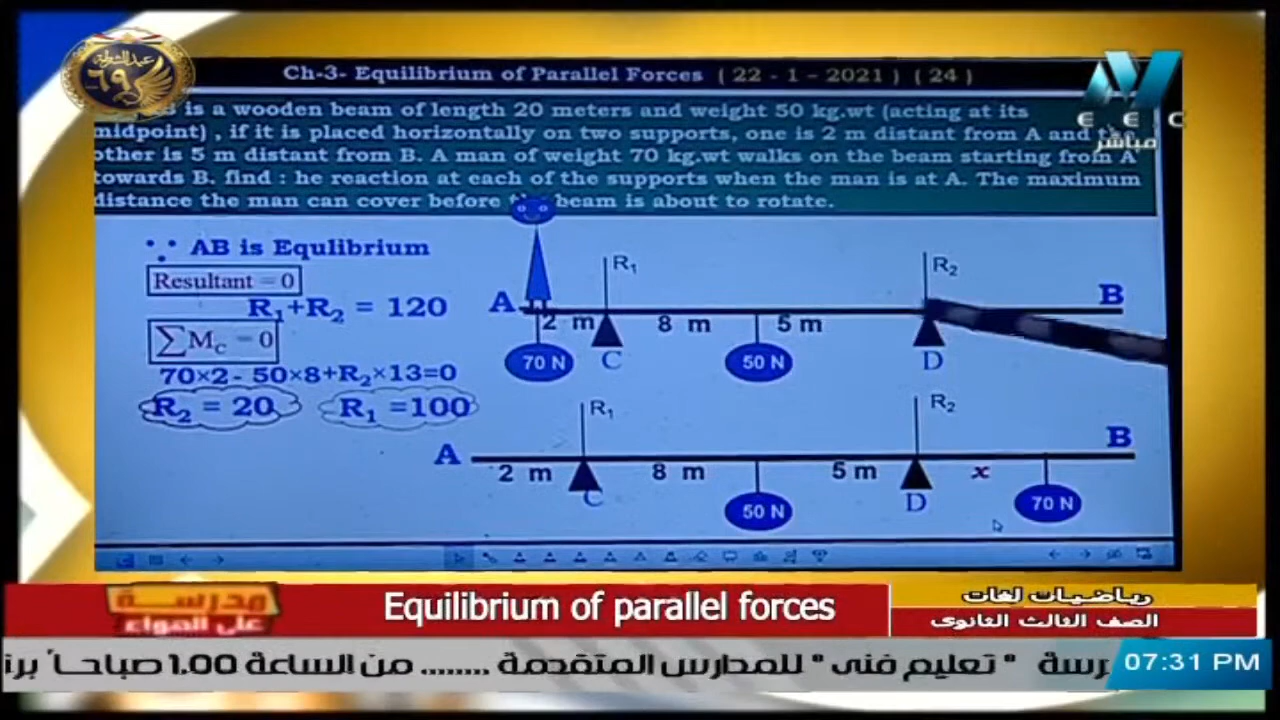 Ch-3- Equilibrium of Parallel Forces ( 22 - 1 - 2021 ) ( 24 )
is a wooden beam of length 20 meters and weight 50 kg.wt (acting at its
midpoint) , if it is placed horizontally on two supports, one is 2 m distant from A and the
other is 5 m distant from B. A man of weight 70 kg.wt walks on the beam starting from A
towards B. find : he reaction at each of the supports when the man is at A. The maximum
distance the man can cover before the beam is about to rotate.
EEC
مباشر
عيد الشرطة
٦٩
∵ AB is Equlibrium
Resultant = 0
R₁+R₂ = 120
∑M꜀ = 0
70×2 - 50×8+R₂×13=0
R₂ = 20
R₁ =100
R₁
R₂
A
B
2 m
8 m
5 m
70 N
C
50 N
D
R₁
R₂
A
B
2 m
8 m
5 m
x
C
50 N
D
70 N
مدرسة
على الهواء
Equilibrium of parallel forces
رياضيات لغات
الصف الثالث الثانوى
رسة " تعليم فنى " للمدارس المتقدمة ........ من الساعة 1.00 صباحاً برن
07:31 PM